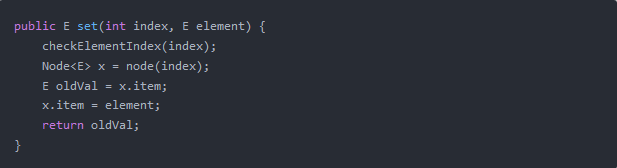 public E set(int index, E element) {
    checkElementIndex(index);
    Node<E> x = node(index);
    E oldVal = x.item;
    x.item = element;
    return oldVal;
}